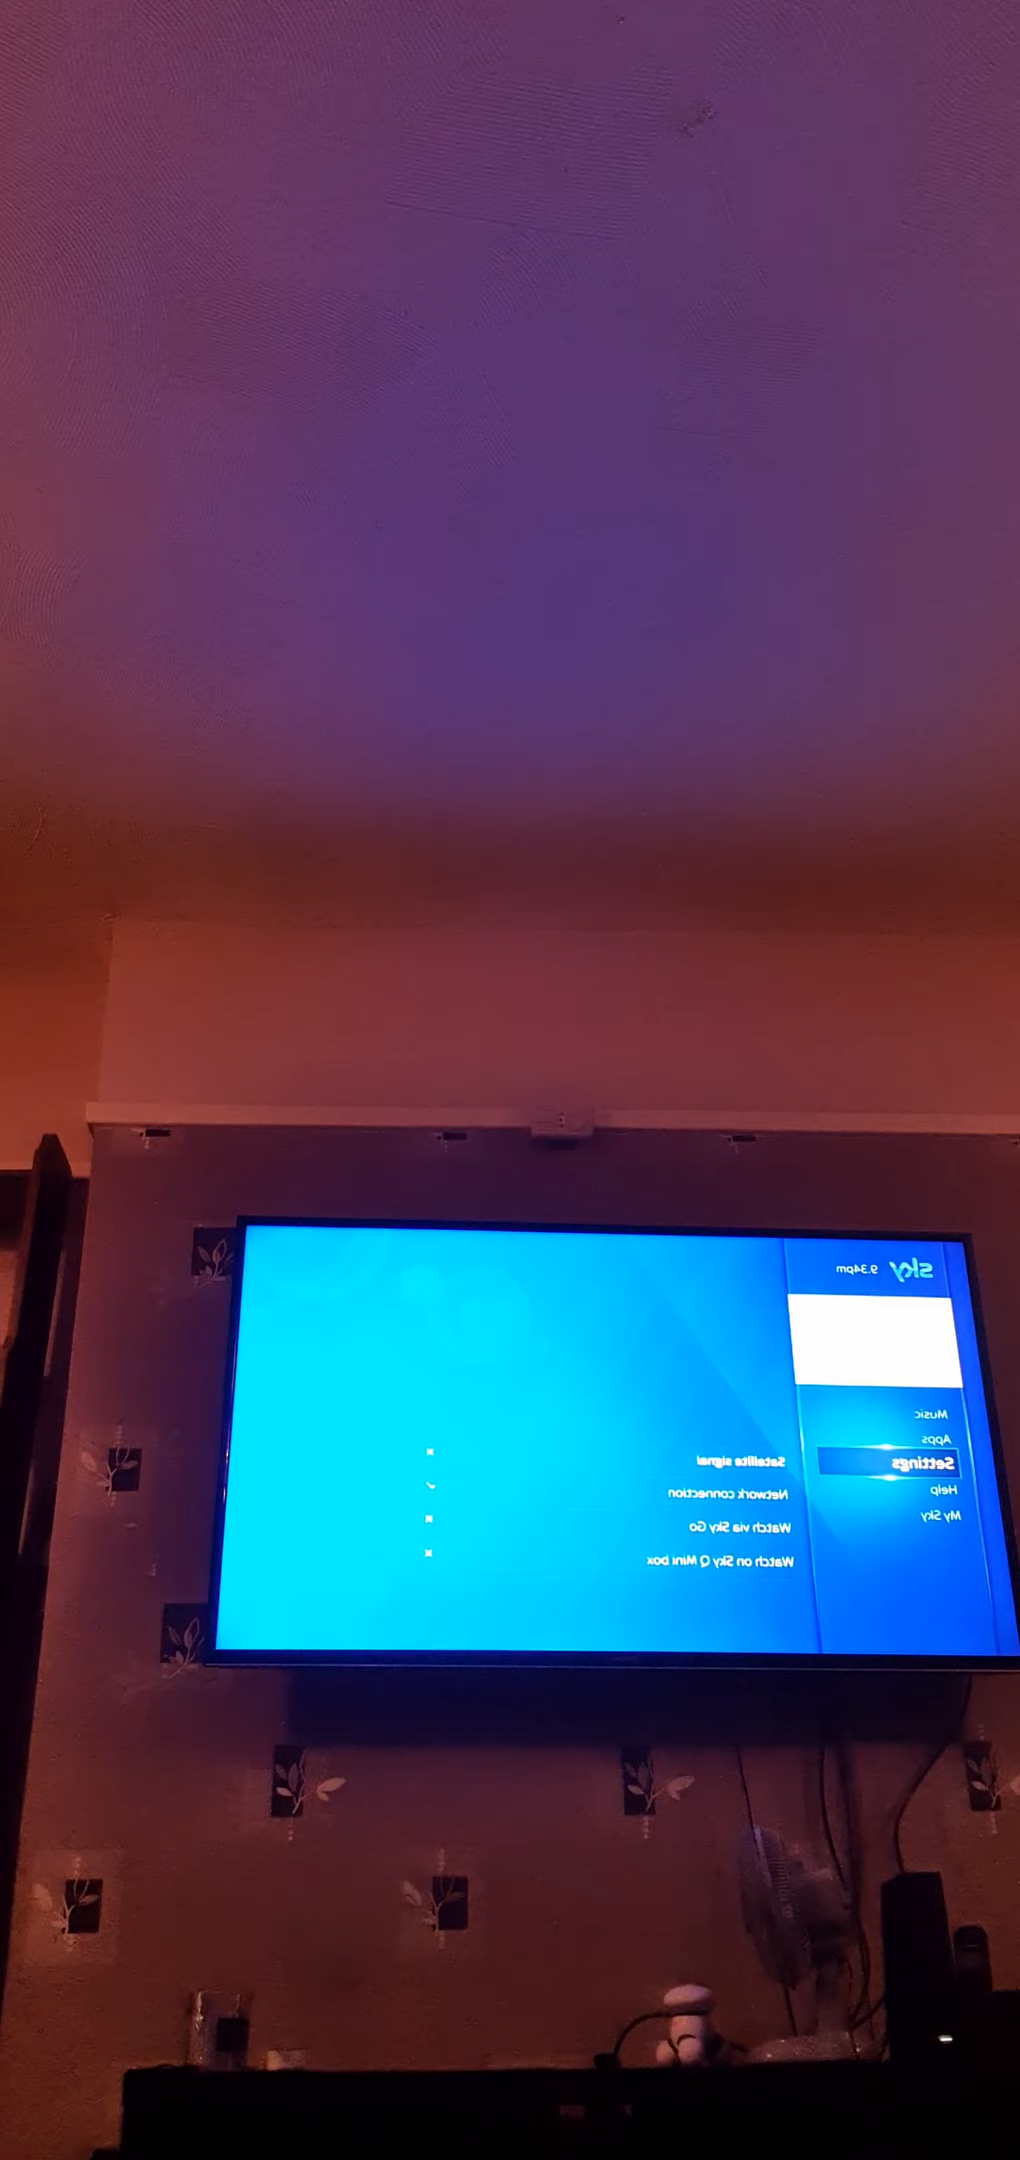 sky 9.34pm
Music
Apps
Settings
Help
My Sky
Satellite signal
Network connection
Watch via Sky Go
Watch on Sky Q Mini box